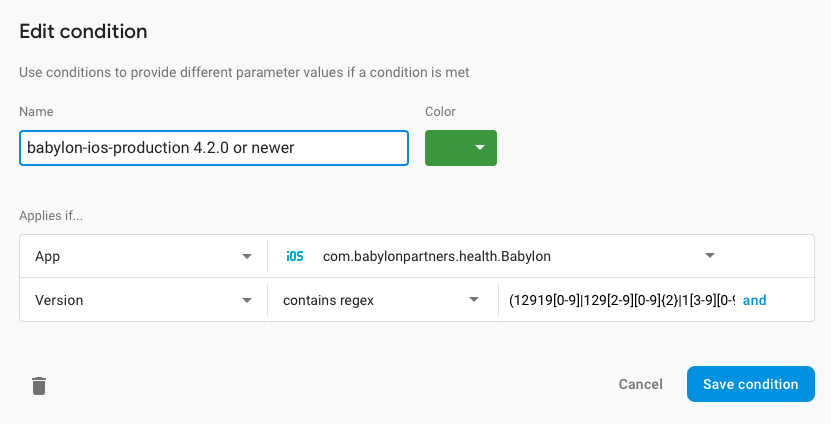 Edit condition
Use conditions to provide different parameter values if a condition is met
Name Color
babylon-ios-production 4.2.0 or newer
Applies if...
App iOS com.babylonpartners.health.Babylon
Version contains regex (12919[0-9]|129[2-9][0-9]{2}|1[3-9][0-9 and
Cancel Save condition